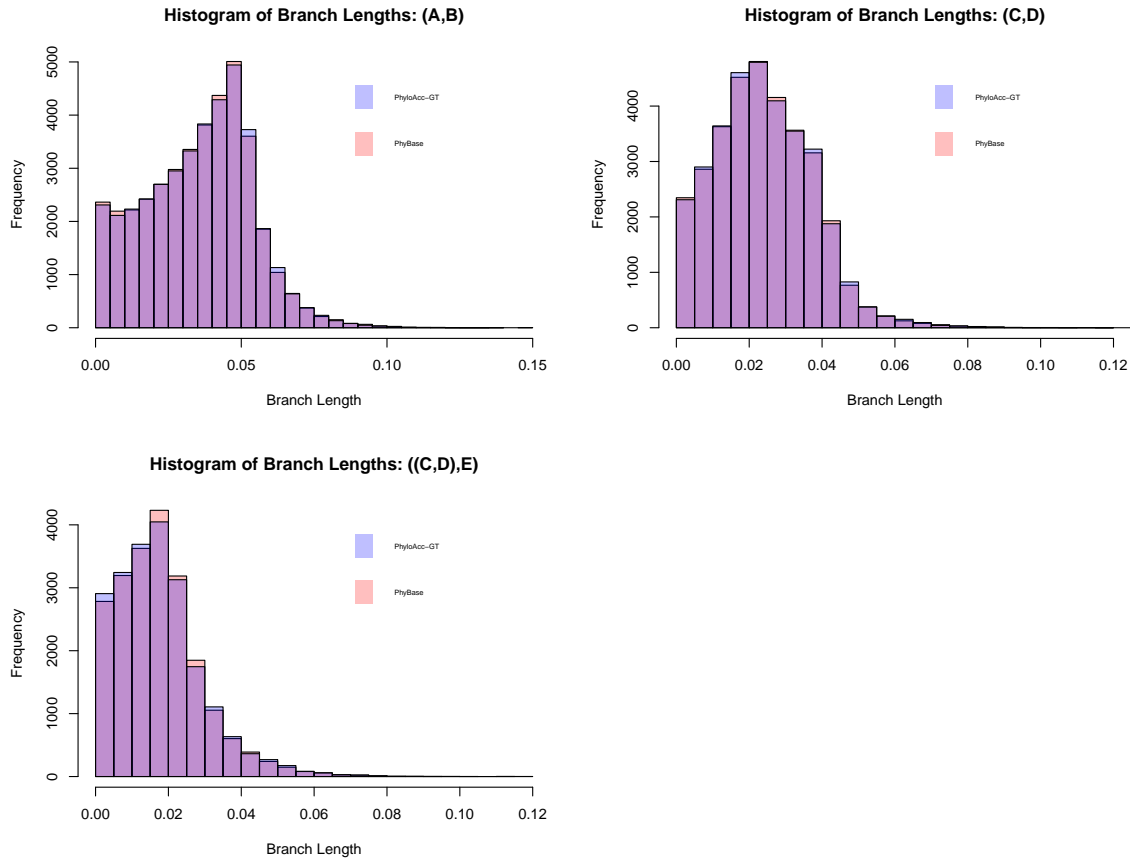 Histogram of Branch Lengths: (A,B)
Frequency
0 1000 2000 3000 4000 5000
PhyloAcc−GT
PhyBase
0.00 0.05 0.10 0.15
Branch Length
Histogram of Branch Lengths: (C,D)
Frequency
0 1000 2000 3000 4000
PhyloAcc−GT
PhyBase
0.00 0.02 0.04 0.06 0.08 0.10 0.12
Branch Length
Histogram of Branch Lengths: ((C,D),E)
Frequency
0 1000 2000 3000 4000
PhyloAcc−GT
PhyBase
0.00 0.02 0.04 0.06 0.08 0.10 0.12
Branch Length